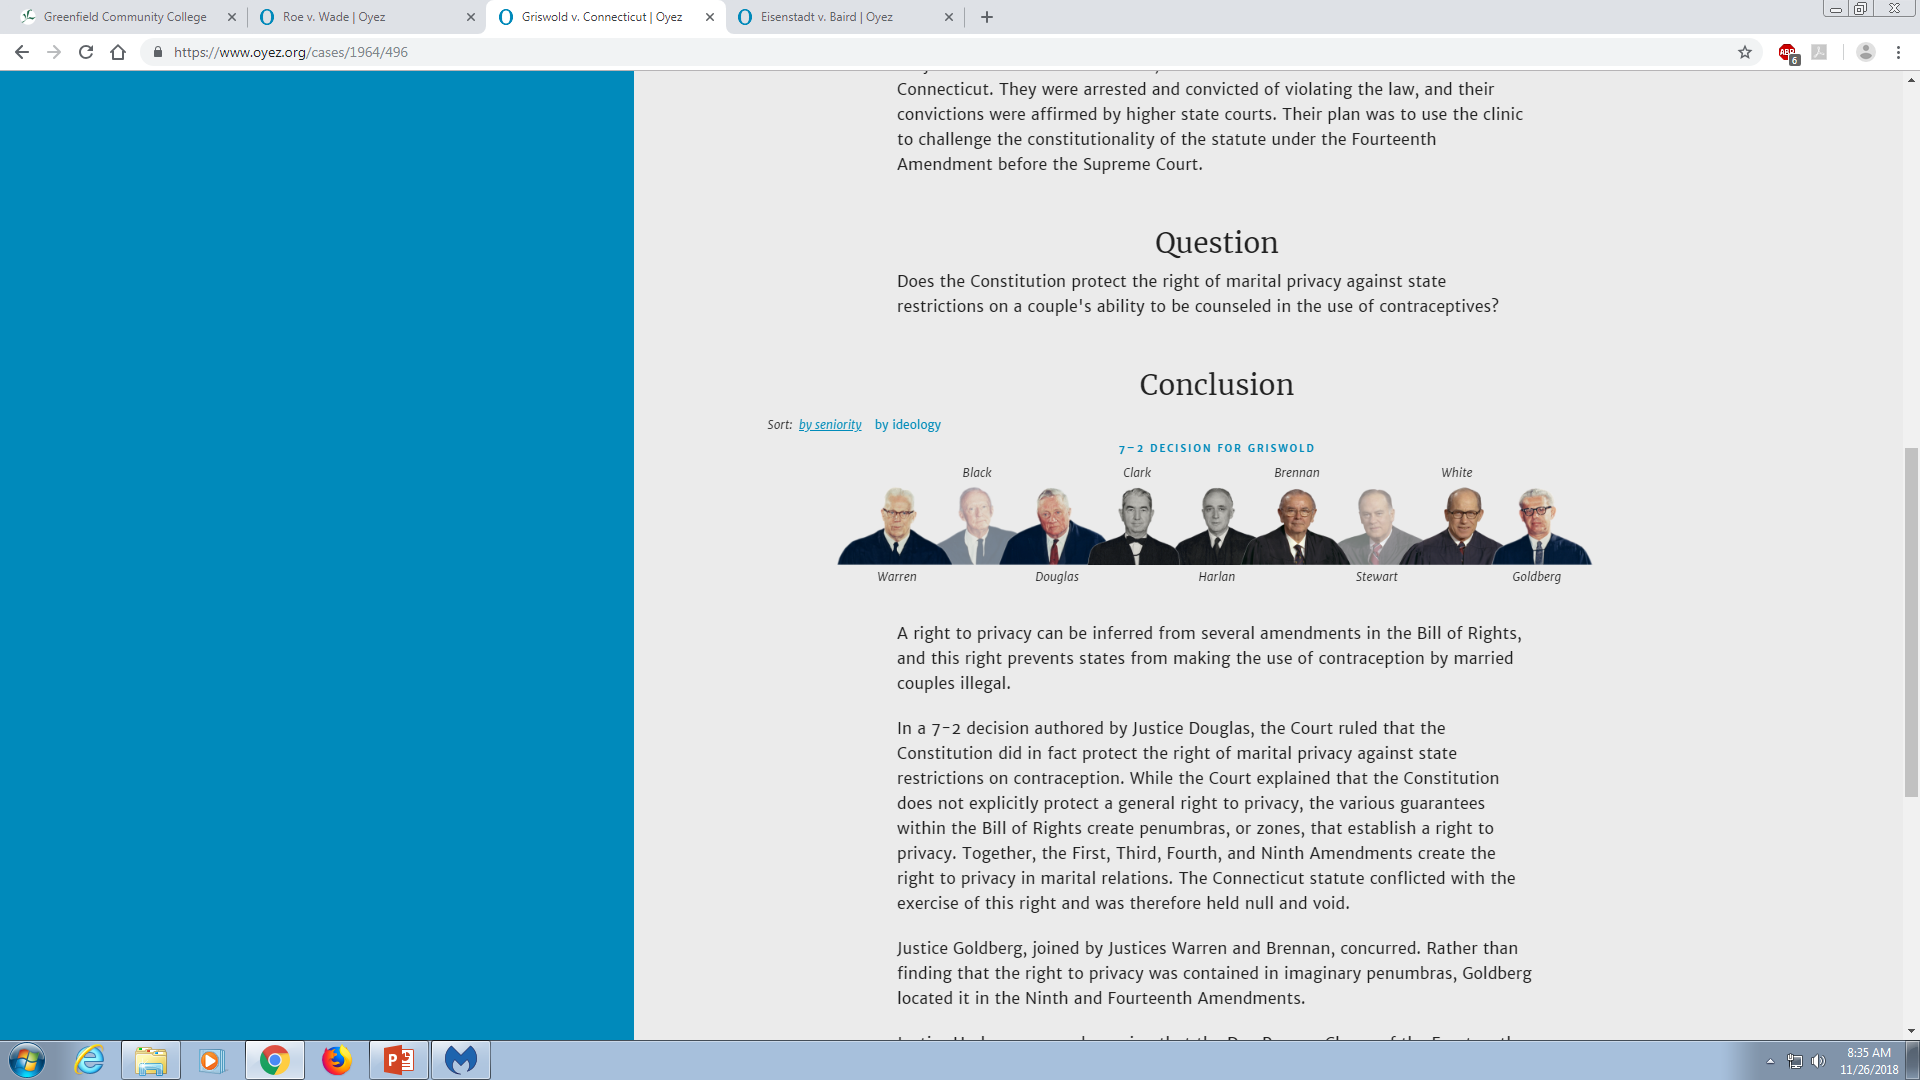 Greenfield Community College
Roe v. Wade | Oyez
Griswold v. Connecticut | Oyez
Eisenstadt v. Baird | Oyez
https://www.oyez.org/cases/1964/496
ABP
6
Connecticut. They were arrested and convicted of violating the law, and their
convictions were affirmed by higher state courts. Their plan was to use the clinic
to challenge the constitutionality of the statute under the Fourteenth
Amendment before the Supreme Court.
Question
Does the Constitution protect the right of marital privacy against state
restrictions on a couple's ability to be counseled in the use of contraceptives?
Conclusion
Sort: by seniority by ideology
7–2 DECISION FOR GRISWOLD
Black Clark Brennan White
Warren Douglas Harlan Stewart Goldberg
A right to privacy can be inferred from several amendments in the Bill of Rights,
and this right prevents states from making the use of contraception by married
couples illegal.
In a 7-2 decision authored by Justice Douglas, the Court ruled that the
Constitution did in fact protect the right of marital privacy against state
restrictions on contraception. While the Court explained that the Constitution
does not explicitly protect a general right to privacy, the various guarantees
within the Bill of Rights create penumbras, or zones, that establish a right to
privacy. Together, the First, Third, Fourth, and Ninth Amendments create the
right to privacy in marital relations. The Connecticut statute conflicted with the
exercise of this right and was therefore held null and void.
Justice Goldberg, joined by Justices Warren and Brennan, concurred. Rather than
finding that the right to privacy was contained in imaginary penumbras, Goldberg
located it in the Ninth and Fourteenth Amendments.
8:35 AM
11/26/2018